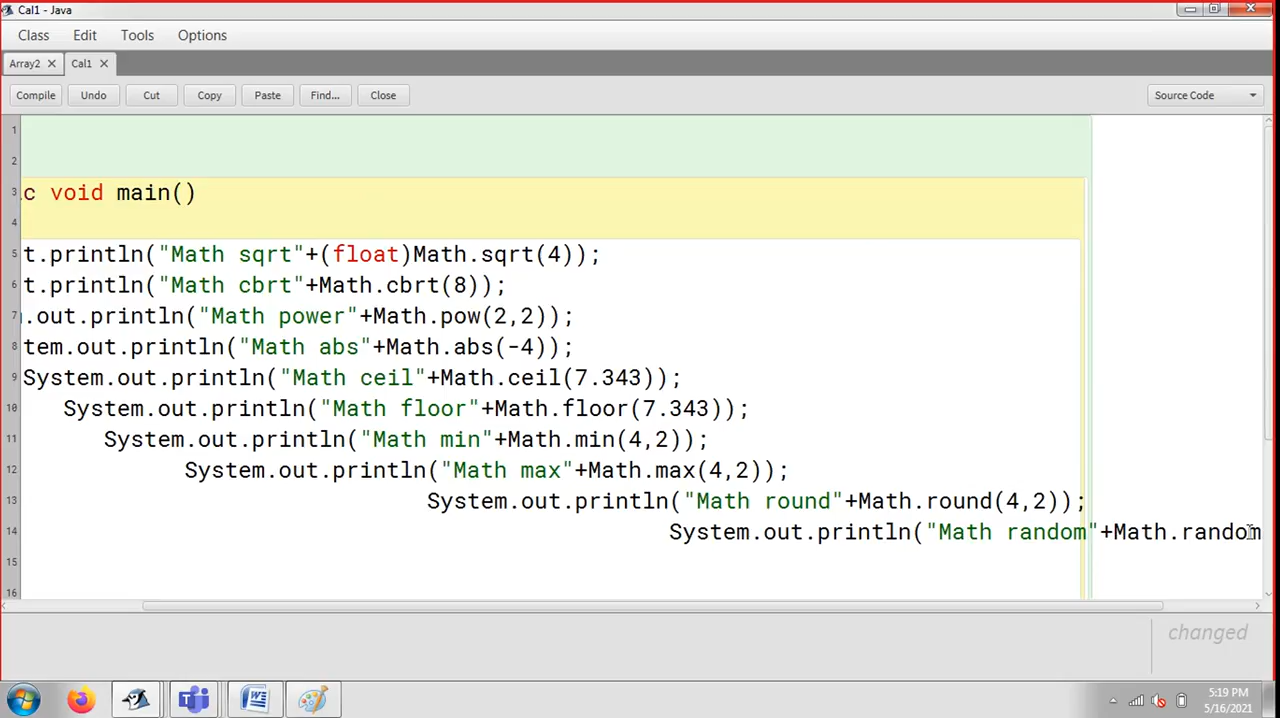 Cal1 - Java
Class Edit Tools Options
Array2 Cal1
Compile Undo Cut Copy Paste Find... Close Source Code
1
2
3 c void main()
4
5 t.println("Math sqrt"+(float)Math.sqrt(4));
6 t.println("Math cbrt"+Math.cbrt(8));
7 .out.println("Math power"+Math.pow(2,2));
8 tem.out.println("Math abs"+Math.abs(-4));
9 System.out.println("Math ceil"+Math.ceil(7.343));
10 System.out.println("Math floor"+Math.floor(7.343));
11 System.out.println("Math min"+Math.min(4,2));
12 System.out.println("Math max"+Math.max(4,2));
13 System.out.println("Math round"+Math.round(4,2));
14 System.out.println("Math random"+Math.random
15
16
changed
5:19 PM
5/16/2021